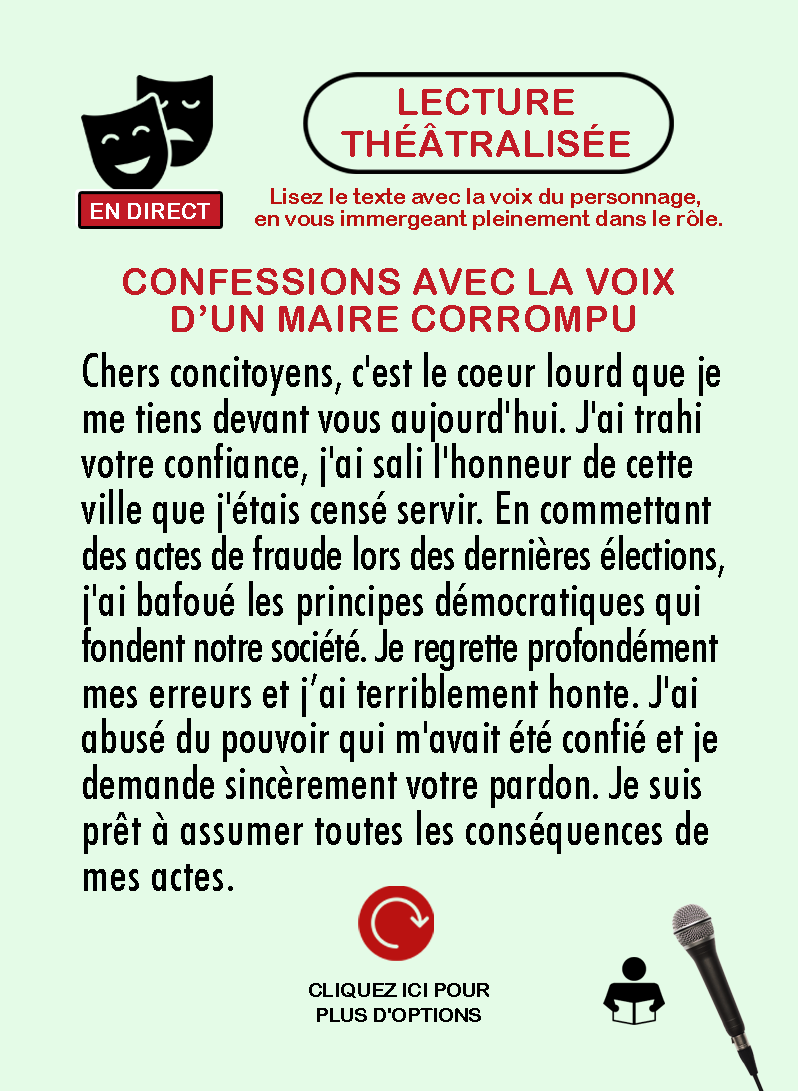 LECTURE
THÉÂTRALISÉE
EN DIRECT
Lisez le texte avec la voix du personnage,
en vous immergeant pleinement dans le rôle.
CONFESSIONS AVEC LA VOIX
D’UN MAIRE CORROMPU
Chers concitoyens, c'est le coeur lourd que je
me tiens devant vous aujourd'hui. J'ai trahi
votre confiance, j'ai sali l'honneur de cette
ville que j'étais censé servir. En commettant
des actes de fraude lors des dernières élections,
j'ai bafoué les principes démocratiques qui
fondent notre société. Je regrette profondément
mes erreurs et j’ai terriblement honte. J'ai
abusé du pouvoir qui m'avait été confié et je
demande sincèrement votre pardon. Je suis
prêt à assumer toutes les conséquences de
mes actes.
CLIQUEZ ICI POUR
PLUS D'OPTIONS